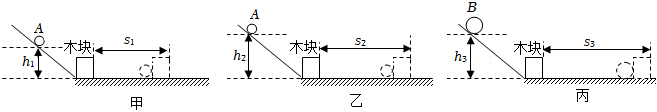 A 木块 s₁ h₁ 甲
A 木块 s₂ h₂ 乙
B 木块 s₃ h₃ 丙